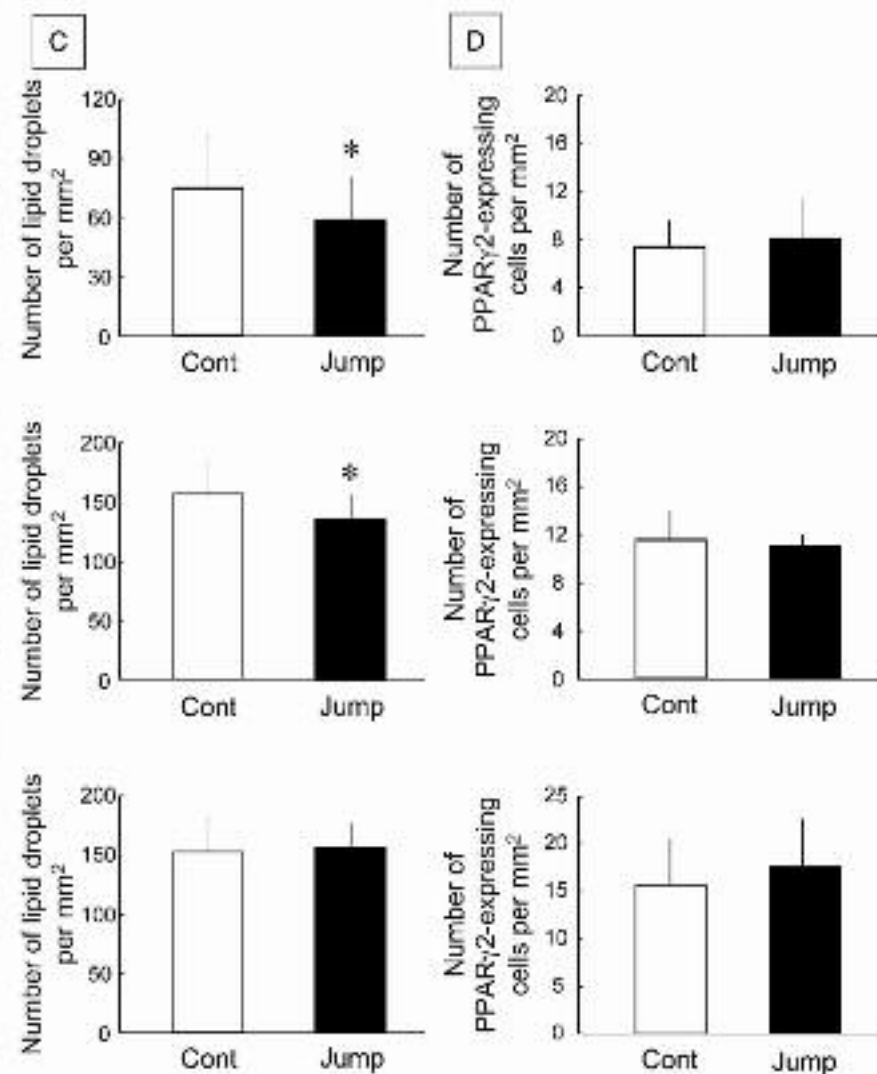 C
Number of lipid droplets
per mm²
120
90
60
30
0
*
Cont Jump
D
Number of
PPARγ2-expressing
cells per mm²
20
16
12
8
4
0
Cont Jump
Number of lipid droplets
per mm²
200
150
100
50
0
*
Cont Jump
Number of
PPARγ2-expressing
cells per mm²
20
16
12
8
4
0
Cont Jump
Number of lipid droplets
per mm²
200
150
100
50
0
Cont Jump
Number of
PPARγ2-expressing
cells per mm²
25
20
15
10
5
0
Cont Jump